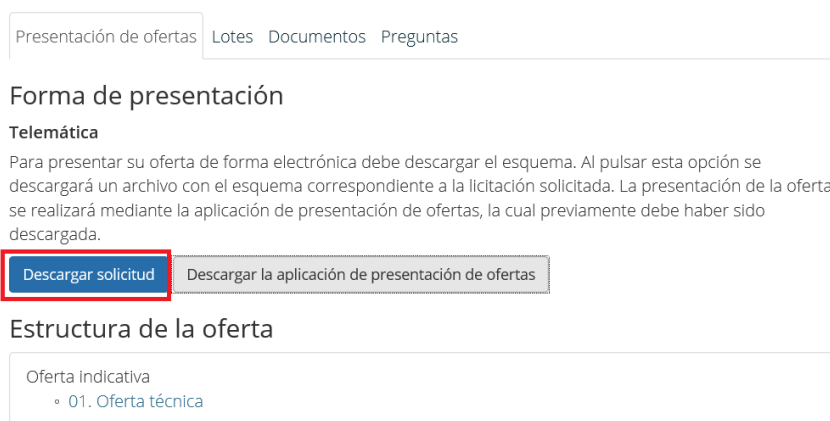 Presentación de ofertas Lotes Documentos Preguntas
Forma de presentación
Telemática
Para presentar su oferta de forma electrónica debe descargar el esquema. Al pulsar esta opción se
descargará un archivo con el esquema correspondiente a la licitación solicitada. La presentación de la oferta
se realizará mediante la aplicación de presentación de ofertas, la cual previamente debe haber sido
descargada.
Descargar solicitud Descargar la aplicación de presentación de ofertas
Estructura de la oferta
Oferta indicativa
◦ 01. Oferta técnica